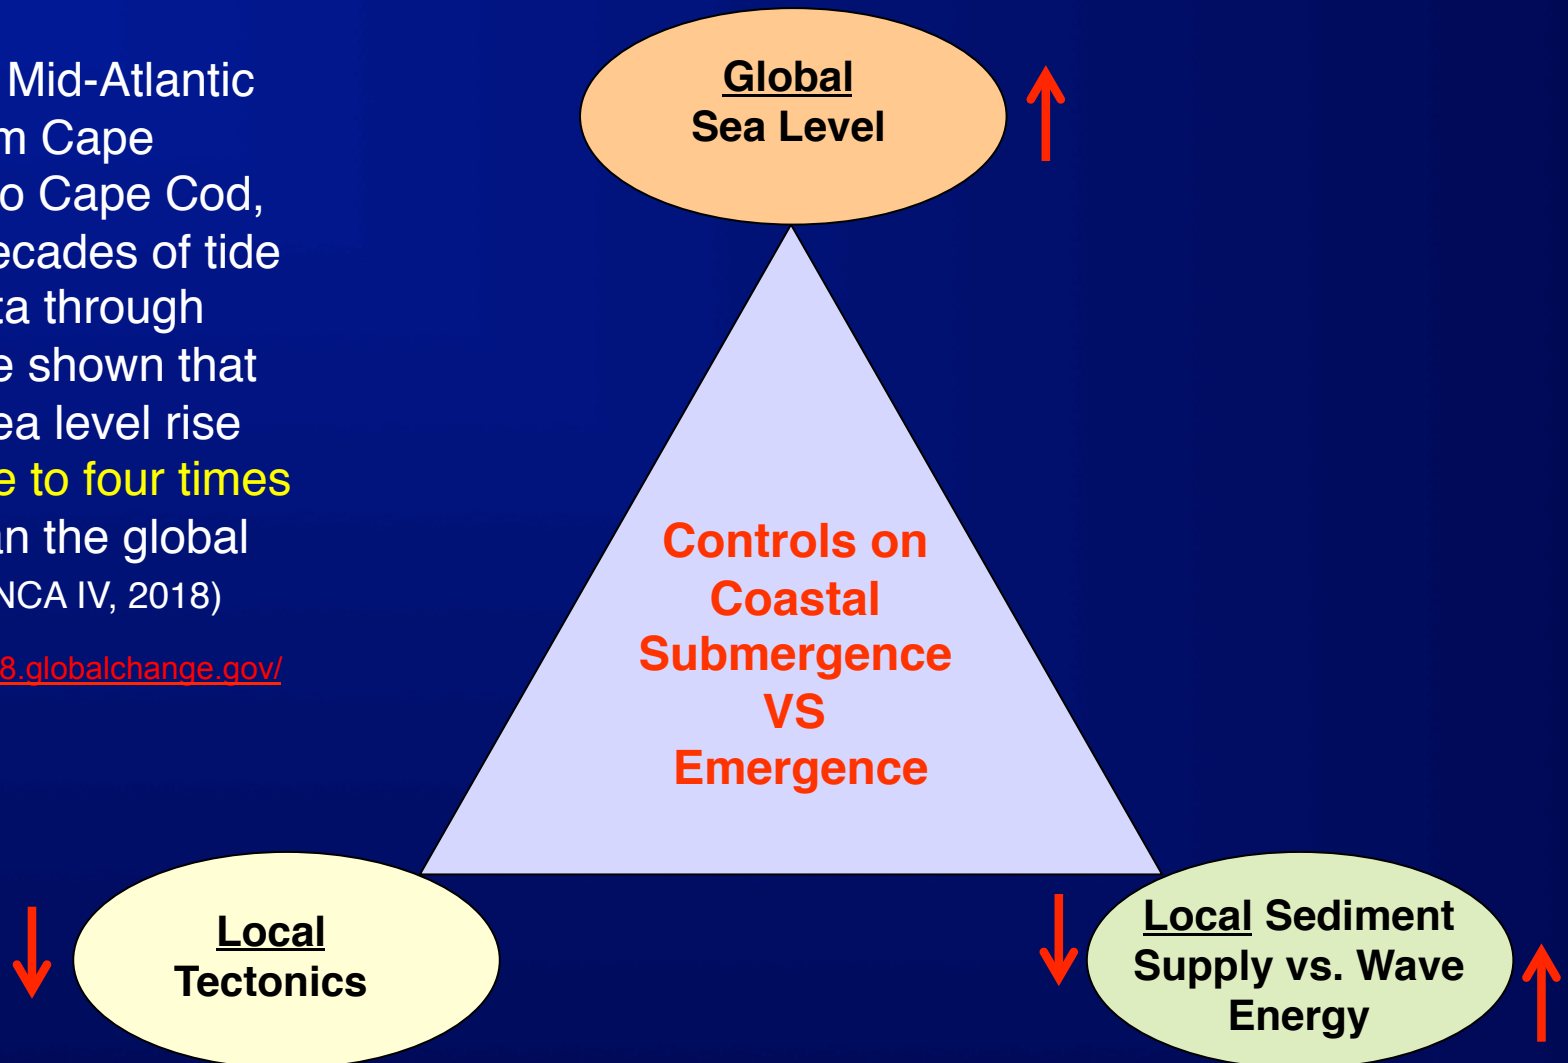 Mid-Atlantic
m Cape
o Cape Cod,
ecades of tide
ta through
e shown that
ea level rise
e to four times
an the global
NCA IV, 2018)
8.globalchange.gov/
Global
Sea Level
Controls on
Coastal
Submergence
VS
Emergence
Local
Tectonics
Local Sediment
Supply vs. Wave
Energy